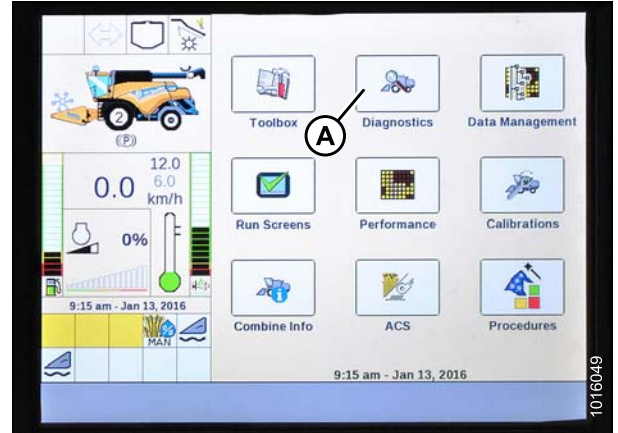 2
(P)
12.0
0.0
6.0
km/h
0%
9:15 am - Jan 13, 2016
MAN
Toolbox
Diagnostics
Data Management
A
Run Screens
Performance
Calibrations
Combine Info
ACS
Procedures
9:15 am - Jan 13, 2016
1016049